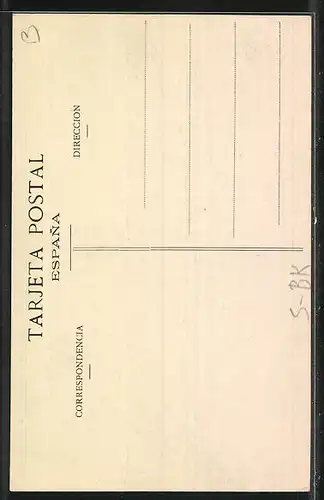 TARJETA POSTAL
ESPAÑA
CORRESPONDENCIA
DIRECCION
B
S-BK